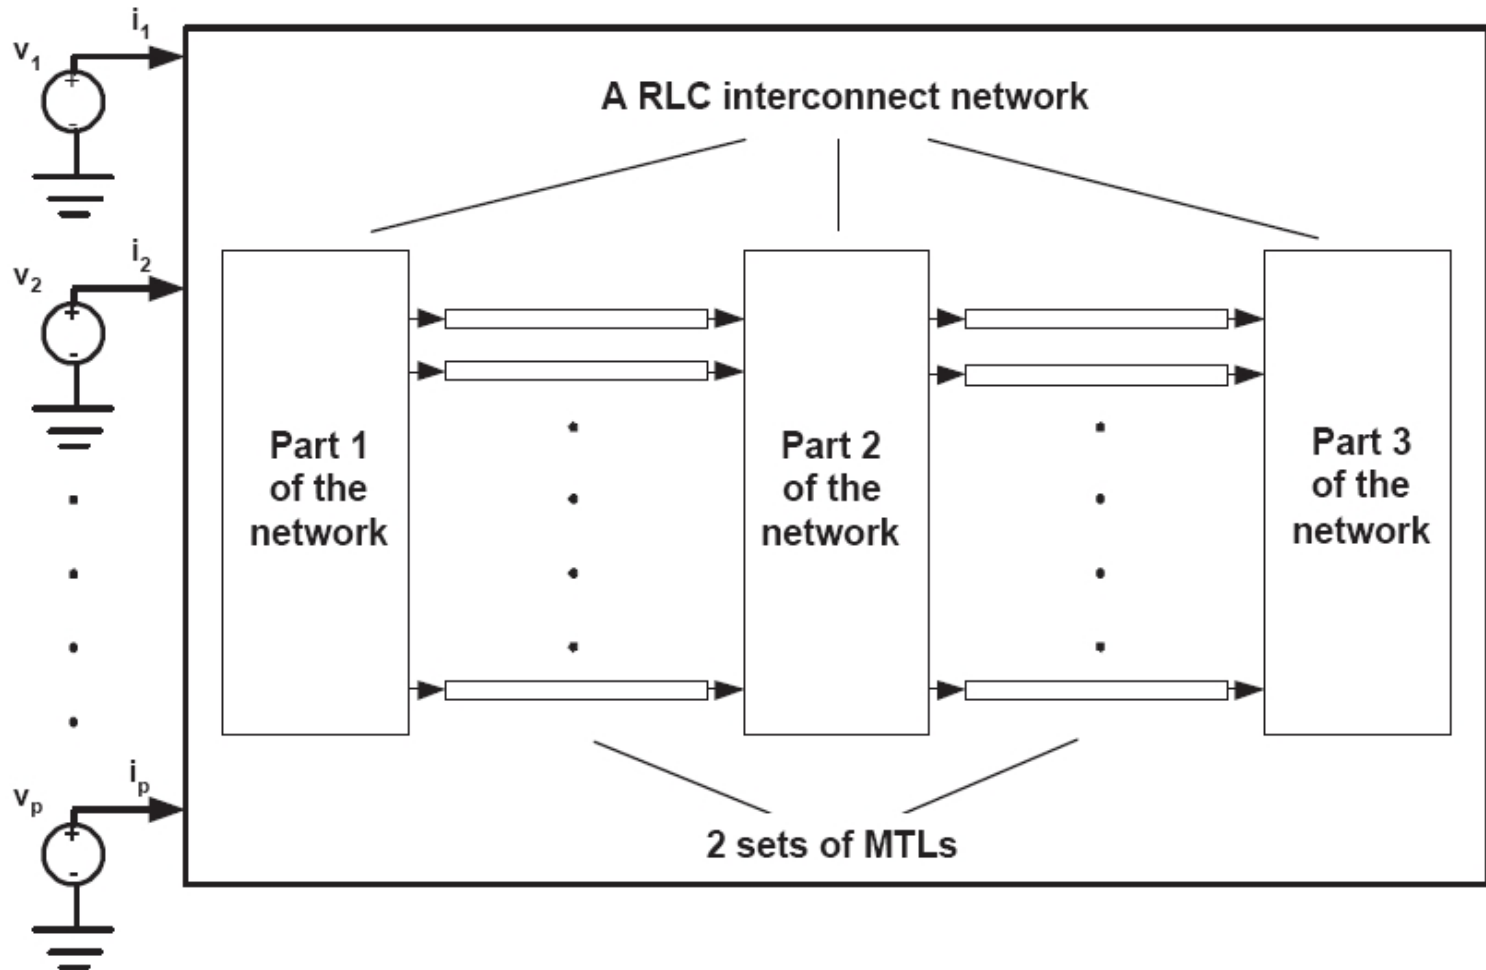 i1
v1
+
-
A RLC interconnect network
i2
v2
+
-
Part 1
of the
network
Part 2
of the
network
Part 3
of the
network
ip
vp
+
-
2 sets of MTLs